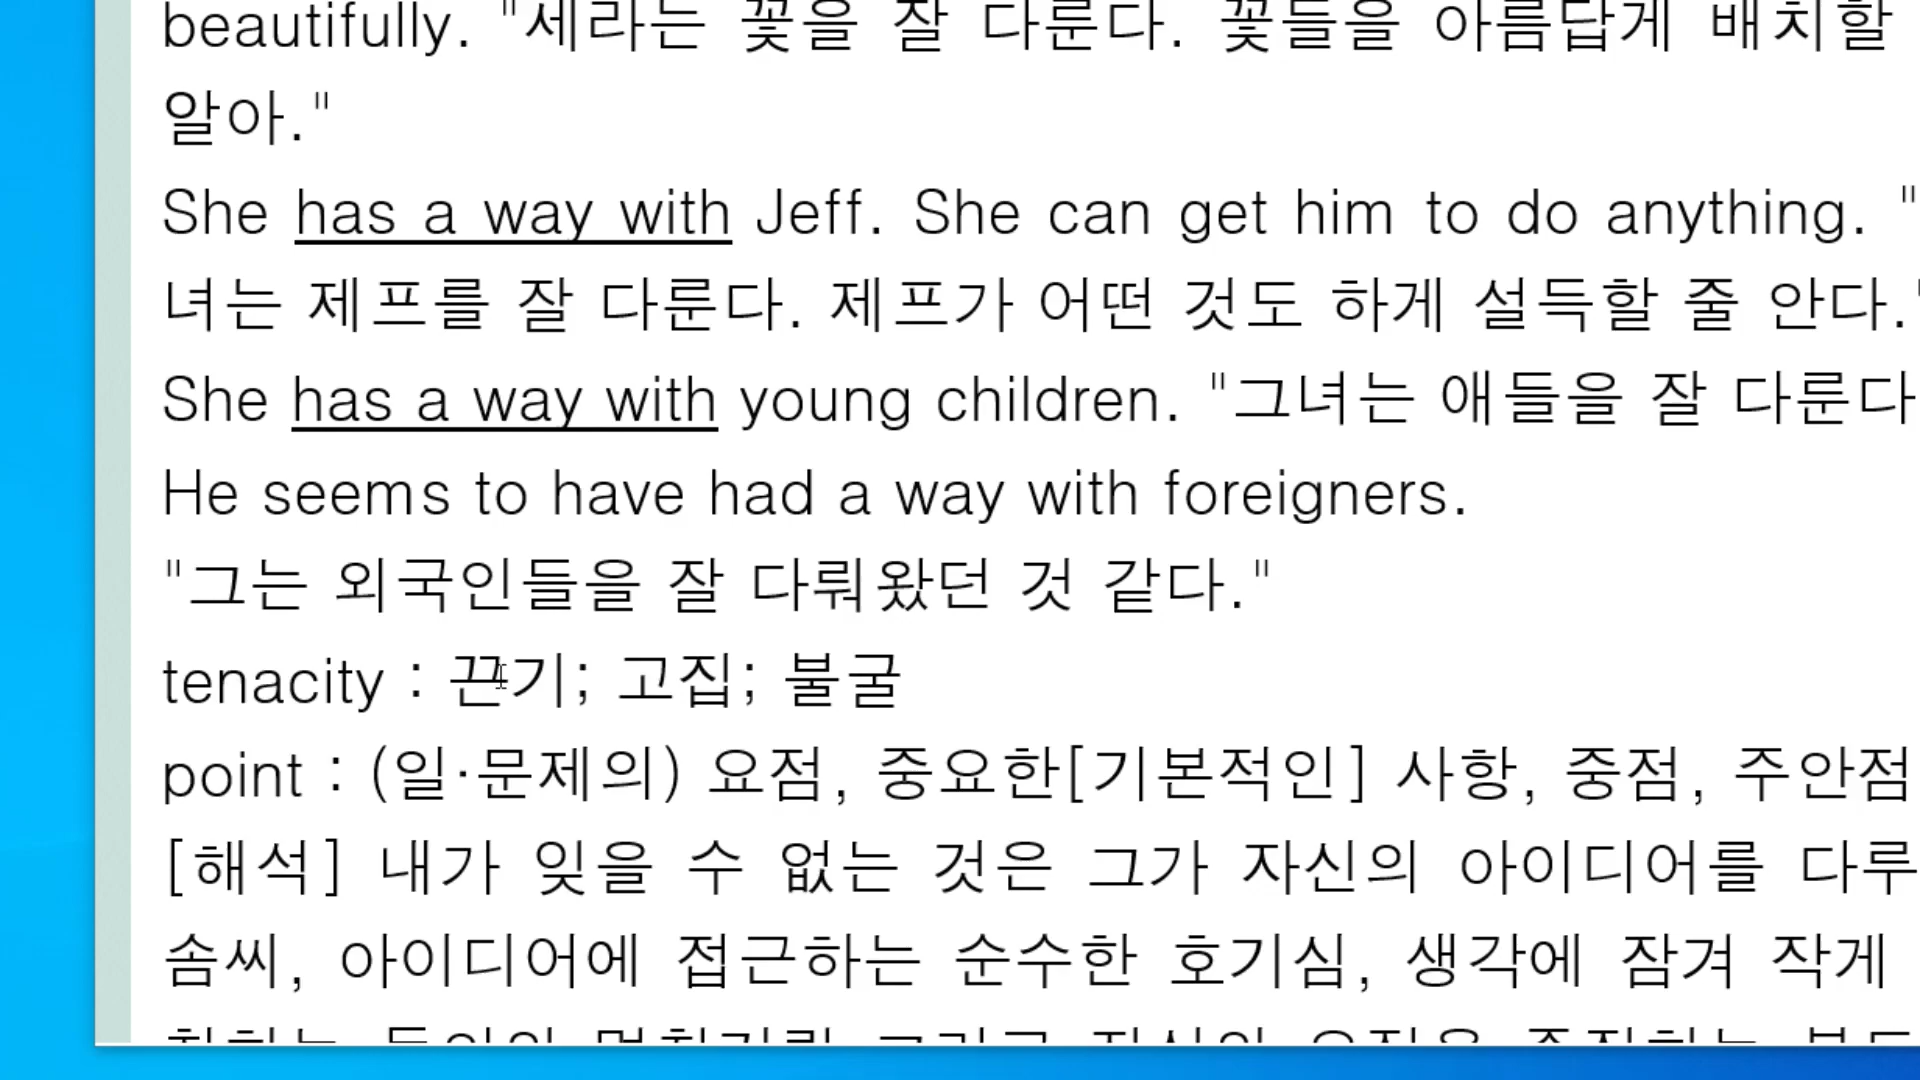 beautifully. "세라는 꽃을 잘 다룬다. 꽃들을 아름답게 배치할
알아."
She has a way with Jeff. She can get him to do anything. "
녀는 제프를 잘 다룬다. 제프가 어떤 것도 하게 설득할 줄 안다."
She has a way with young children. "그녀는 애들을 잘 다룬다
He seems to have had a way with foreigners.
"그는 외국인들을 잘 다뤄왔던 것 같다."
tenacity : 끈기; 고집; 불굴
point : (일·문제의) 요점, 중요한[기본적인] 사항, 중점, 주안점
[해석] 내가 잊을 수 없는 것은 그가 자신의 아이디어를 다루
솜씨, 아이디어에 접근하는 순수한 호기심, 생각에 잠겨 작게